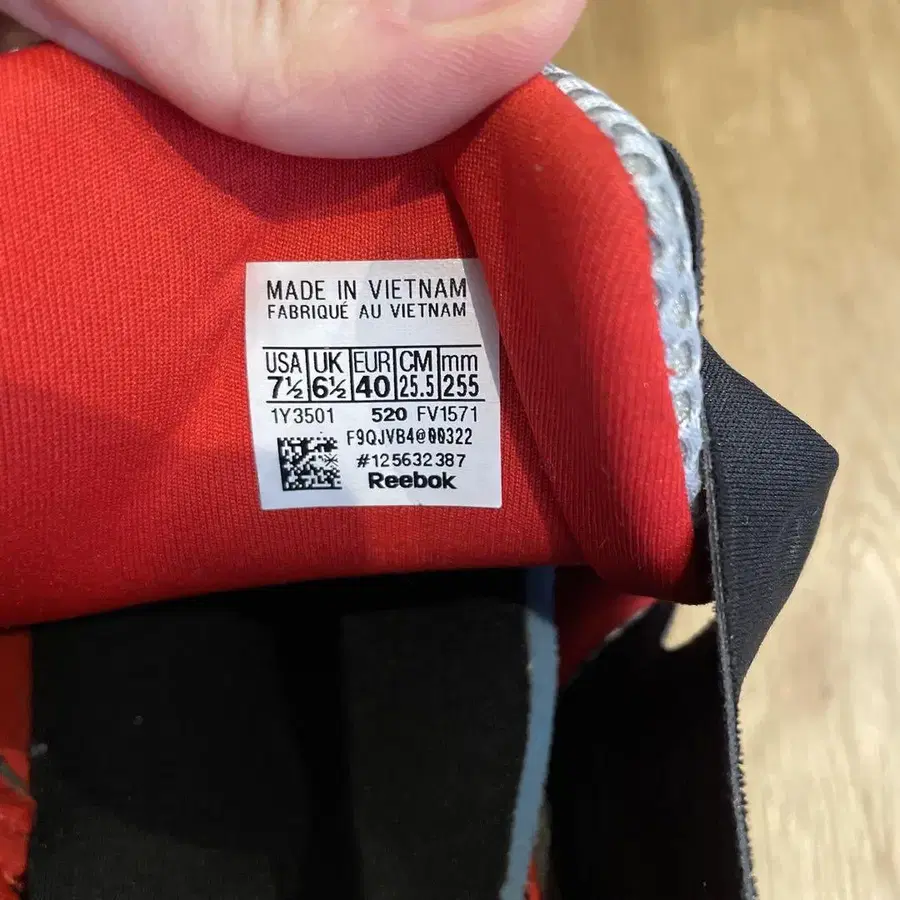 MADE IN VIETNAM
FABRIQUÉ AU VIETNAM
USA UK EUR CM mm
7½ 6½ 40 25.5 255
1Y3501 520 FV1571
F9QJVB4@00322
#125632387
Reebok